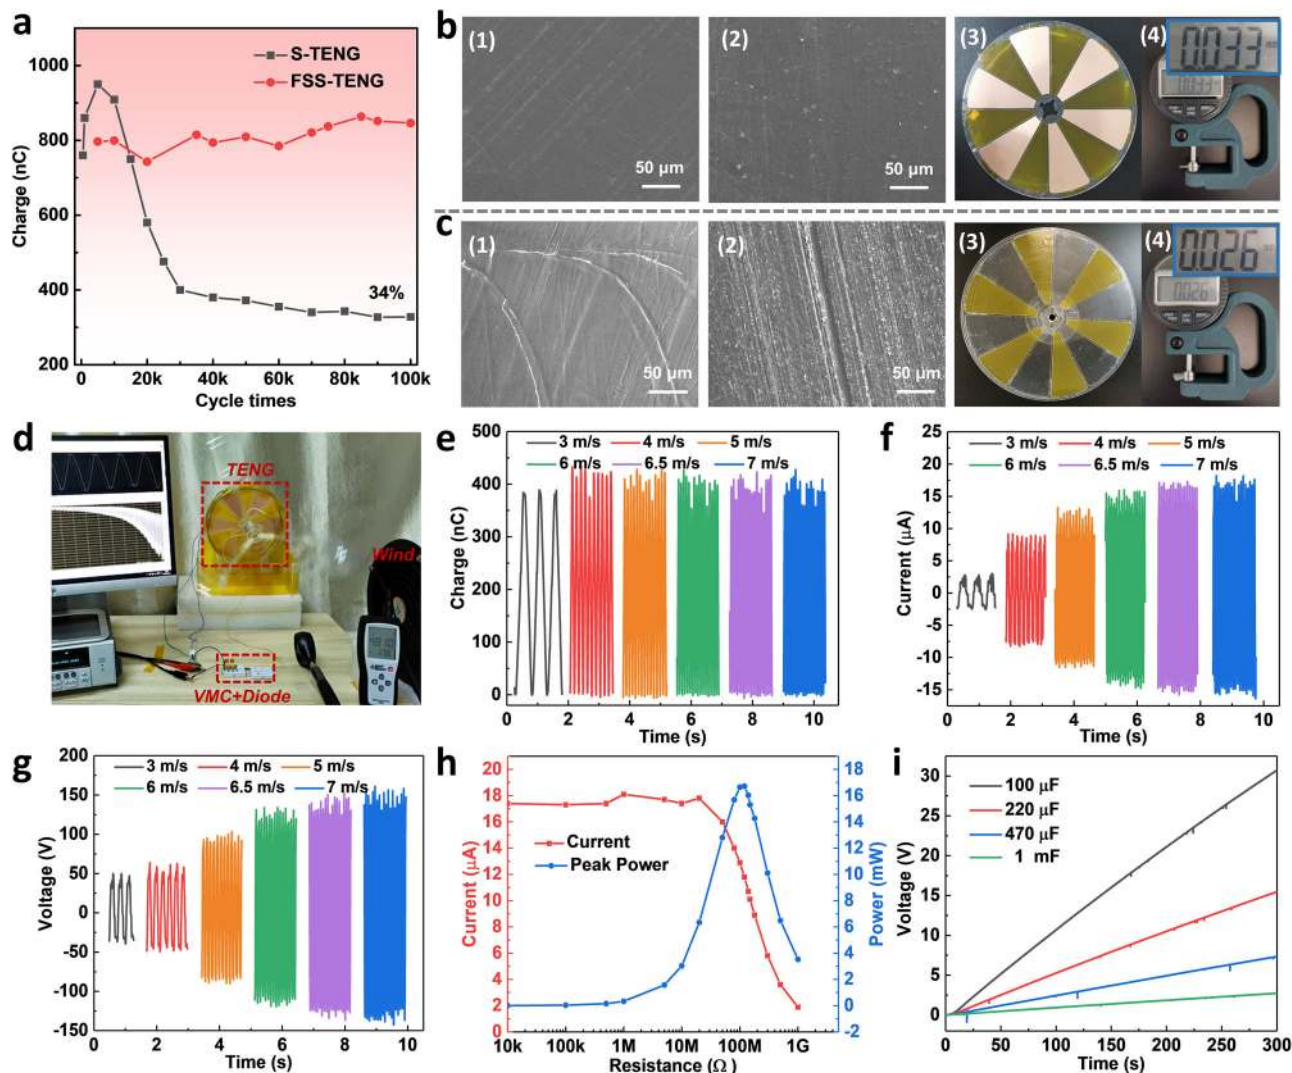 a
S-TENG
FSS-TENG
Charge (nC)
1000
800
600
400
200
34%
0 20k 40k 60k 80k 100k
Cycle times
b
(1)
50 μm
(2)
50 μm
(3)
(4)
0.033
c
(1)
50 μm
(2)
50 μm
(3)
(4)
0.026
0.026
d
TENG
Wind
VMC+Diode
e
3 m/s 4 m/s 5 m/s
6 m/s 6.5 m/s 7 m/s
Charge (nC)
500
400
300
200
100
0
0 2 4 6 8 10
Time (s)
f
3 m/s 4 m/s 5 m/s
6 m/s 6.5 m/s 7 m/s
Current (μA)
25
20
15
10
5
0
-5
-10
-15
0 2 4 6 8 10
Time (s)
g
3 m/s 4 m/s 5 m/s
6 m/s 6.5 m/s 7 m/s
Voltage (V)
200
150
100
50
0
-50
-100
-150
0 2 4 6 8 10
Time (s)
h
Current
Peak Power
Current (μA)
20
18
16
14
12
10
8
6
4
2
0
Power (mW)
18
16
14
12
10
8
6
4
2
0
-2
10k 100k 1M 10M 100M 1G
Resistance (Ω)
i
100 μF
220 μF
470 μF
1 mF
Voltage (V)
30
25
20
15
10
5
0
0 50 100 150 200 250 300
Time (s)